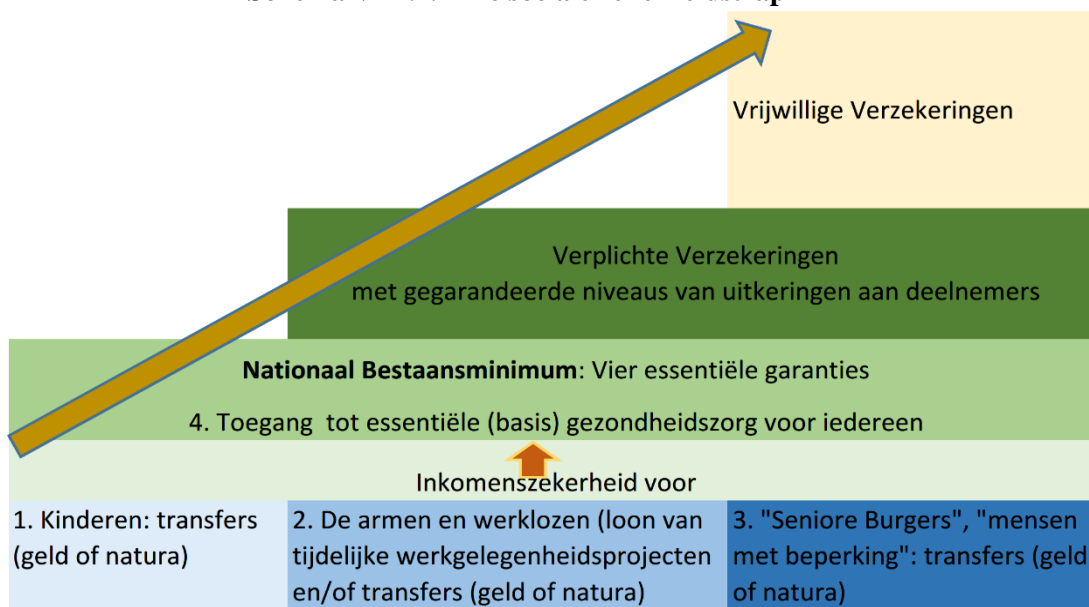 Vrijwillige Verzekeringen
Verplichte Verzekeringen
met gegarandeerde niveaus van uitkeringen aan deelnemers
Nationaal Bestaansminimum: Vier essentiële garanties
4. Toegang tot essentiële (basis) gezondheidszorg voor iedereen
Inkomenszekerheid voor
1. Kinderen: transfers
(geld of natura)
2. De armen en werklozen (loon van
tijdelijke werkgelegenheidsprojecten
en/of transfers (geld of natura)
3. "Seniore Burgers", "mensen
met beperking": transfers (geld
of natura)